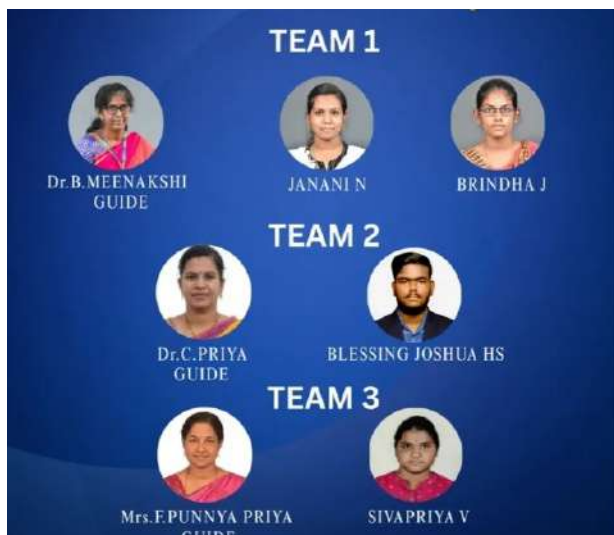 TEAM 1
Dr.B.MEENAKSHI
GUIDE
JANANI N
BRINDHA J
TEAM 2
Dr.C.PRIYA
GUIDE
BLESSING JOSHUA HS
TEAM 3
Mrs.F.PUNNYA PRIYA
GUIDE
SIVAPRIYA V